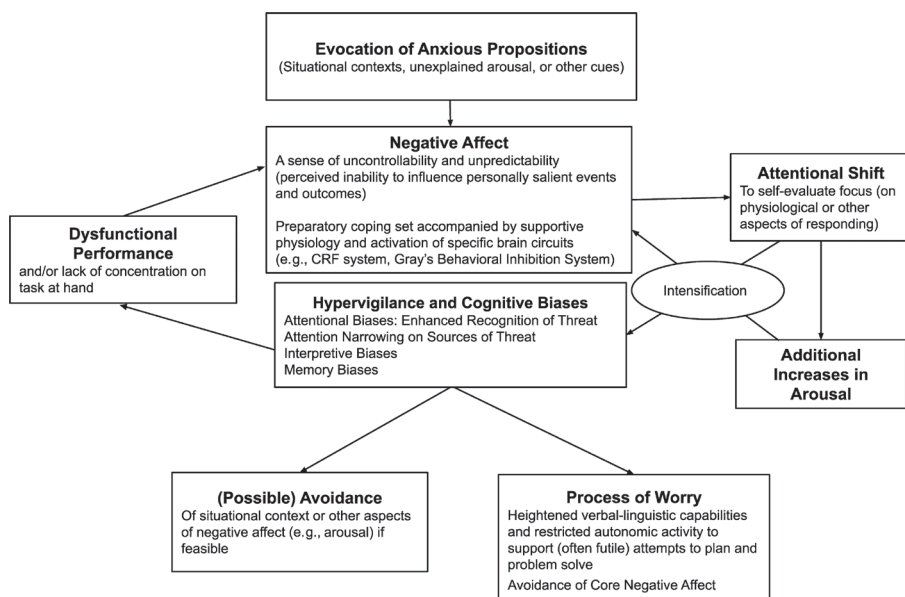 Evocation of Anxious Propositions
(Situational contexts, unexplained arousal, or other cues)
Negative Affect
A sense of uncontrollability and unpredictability
(perceived inability to influence personally salient events
and outcomes)
Preparatory coping set accompanied by supportive
physiology and activation of specific brain circuits
(e.g., CRF system, Gray's Behavioral Inhibition System)
Attentional Shift
To self-evaluate focus (on
physiological or other
aspects of responding)
Dysfunctional
Performance
and/or lack of concentration on
task at hand
Intensification
Hypervigilance and Cognitive Biases
Attentional Biases: Enhanced Recognition of Threat
Attention Narrowing on Sources of Threat
Interpretive Biases
Memory Biases
Additional
Increases in
Arousal
(Possible) Avoidance
Of situational context or other aspects
of negative affect (e.g., arousal) if
feasible
Process of Worry
Heightened verbal-linguistic capabilities
and restricted autonomic activity to
support (often futile) attempts to plan and
problem solve
Avoidance of Core Negative Affect